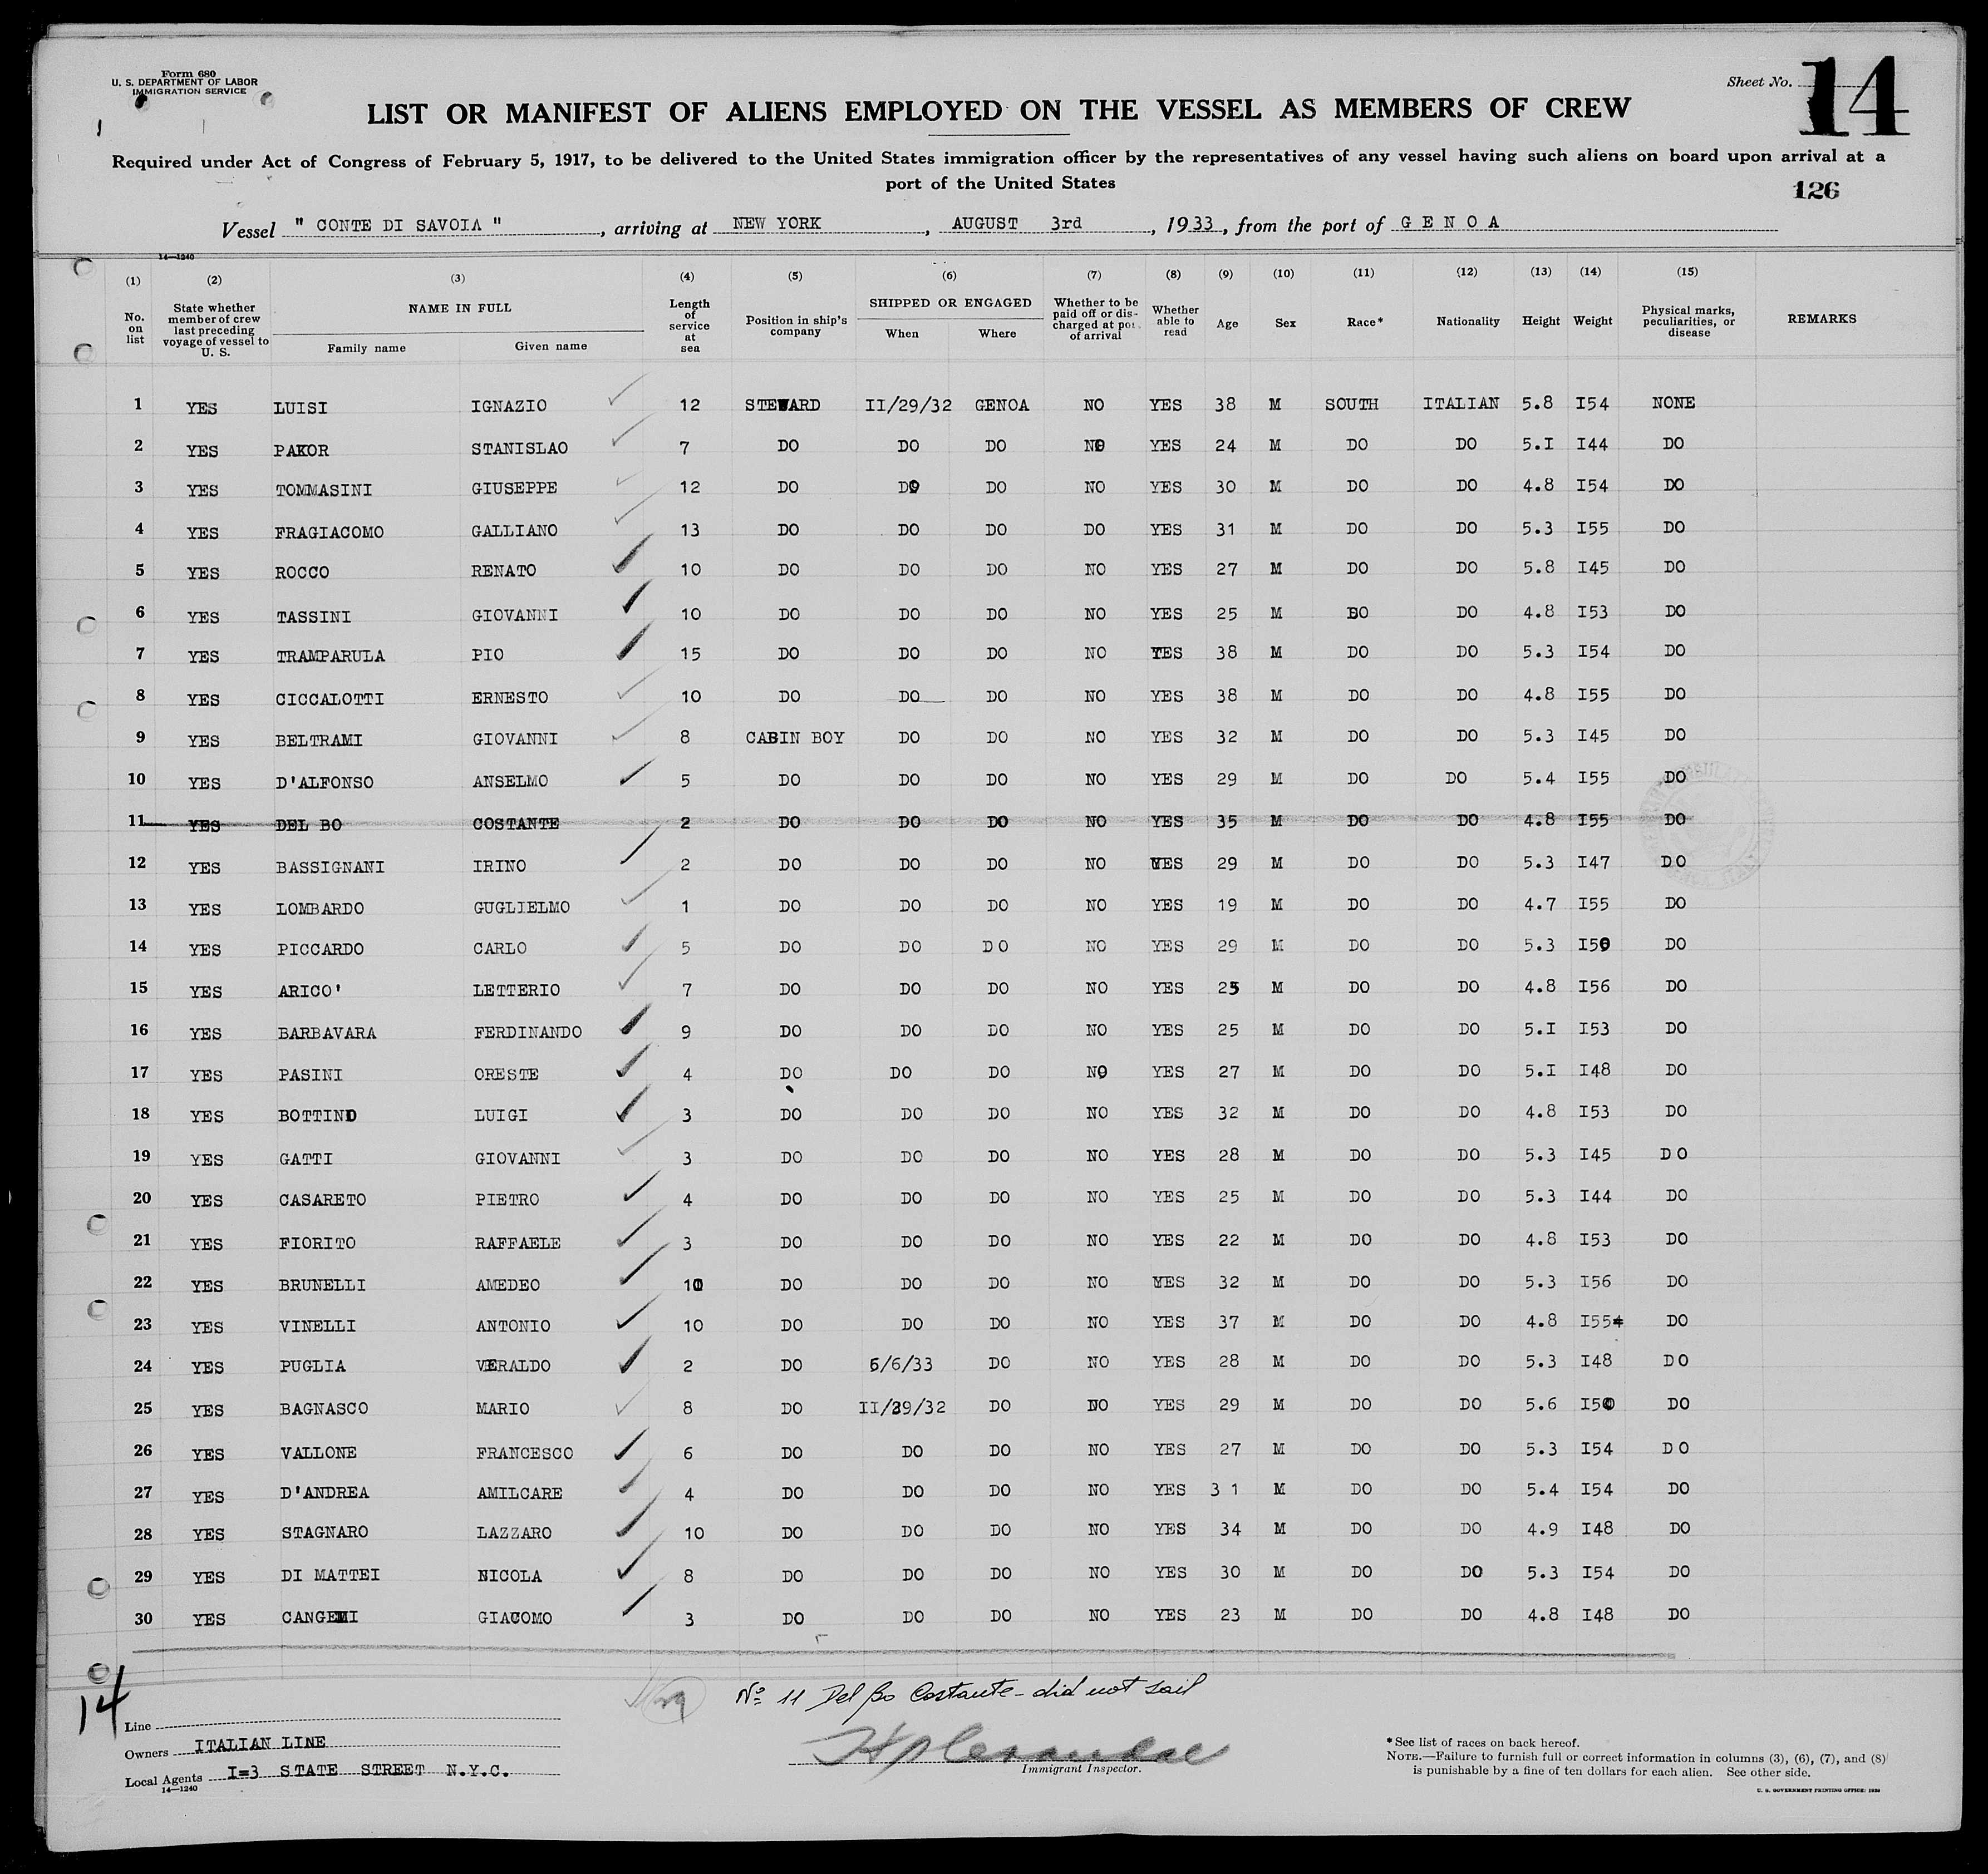 Form 680
U. S. DEPARTMENT OF LABOR
IMMIGRATION SERVICE
Sheet No. 14
LIST OR MANIFEST OF ALIENS EMPLOYED ON THE VESSEL AS MEMBERS OF CREW
Required under Act of Congress of February 5, 1917, to be delivered to the United States immigration officer by the representatives of any vessel having such aliens on board upon arrival at a
port of the United States
126
Vessel " CONTE DI SAVOIA " , arriving at NEW YORK , AUGUST 3rd , 1933, from the port of G E N O A
14—1240
(1) (2) (3) (4) (5) (6) (7) (8) (9) (10) (11) (12) (13) (14) (15)
No. on list State whether member of crew last preceding voyage of vessel to U. S. NAME IN FULL Family name Given name Length of service at sea Position in ship's company SHIPPED OR ENGAGED When Where Whether to be paid off or discharged at port of arrival Whether able to read Age Sex Race* Nationality Height Weight Physical marks, peculiarities, or disease REMARKS
1 YES LUISI IGNAZIO 12 STEWARD II/29/32 GENOA NO YES 38 M SOUTH ITALIAN 5.8 I54 NONE
2 YES PAKOR STANISLAO 7 DO DO DO NO YES 24 M DO DO 5.I I44 DO
3 YES TOMMASINI GIUSEPPE 12 DO DO DO NO YES 30 M DO DO 4.8 I54 DO
4 YES FRAGIACOMO GALLIANO 13 DO DO DO DO YES 31 M DO DO 5.3 I55 DO
5 YES ROCCO RENATO 10 DO DO DO NO YES 27 M DO DO 5.8 I45 DO
6 YES TASSINI GIOVANNI 10 DO DO DO NO YES 25 M BO DO 4.8 I53 DO
7 YES TRAMPARULA PIO 15 DO DO DO NO YES 38 M DO DO 5.3 I54 DO
8 YES CICCALOTTI ERNESTO 10 DO DO DO NO YES 38 M DO DO 4.8 I55 DO
9 YES BELTRAMI GIOVANNI 8 CABIN BOY DO DO NO YES 32 M DO DO 5.3 I45 DO
10 YES D'ALFONSO ANSELMO 5 DO DO DO NO YES 29 M DO DO 5.4 I55 DO
11 YES DEL BO COSTANTE 2 DO DO DO NO YES 35 M DO DO 4.8 I55 DO
12 YES BASSIGNANI IRINO 2 DO DO DO NO YES 29 M DO DO 5.3 I47 DO
13 YES LOMBARDO GUGLIELMO 1 DO DO DO NO YES 19 M DO DO 4.7 I55 DO
14 YES PICCARDO CARLO 5 DO DO D O NO YES 29 M DO DO 5.3 I50 DO
15 YES ARICO' LETTERIO 7 DO DO DO NO YES 25 M DO DO 4.8 I56 DO
16 YES BARBAVARA FERDINANDO 9 DO DO DO NO YES 25 M DO DO 5.I I53 DO
17 YES PASINI ORESTE 4 DO DO DO NO YES 27 M DO DO 5.I I48 DO
18 YES BOTTINO LUIGI 3 DO DO DO NO YES 32 M DO DO 4.8 I53 DO
19 YES GATTI GIOVANNI 3 DO DO DO NO YES 28 M DO DO 5.3 I45 D O
20 YES CASARETO PIETRO 4 DO DO DO NO YES 25 M DO DO 5.3 I44 DO
21 YES FIORITO RAFFAELE 3 DO DO DO NO YES 22 M DO DO 4.8 I53 DO
22 YES BRUNELLI AMEDEO 10 DO DO DO NO YES 32 M DO DO 5.3 I56 DO
23 YES VINELLI ANTONIO 10 DO DO DO NO YES 37 M DO DO 4.8 I55 DO
24 YES PUGLIA VERALDO 2 DO 6/6/33 DO NO YES 28 M DO DO 5.3 I48 D O
25 YES BAGNASCO MARIO 8 DO II/29/32 DO NO YES 29 M DO DO 5.6 I50 DO
26 YES VALLONE FRANCESCO 6 DO DO DO NO YES 27 M DO DO 5.3 I54 D O
27 YES D'ANDREA AMILCARE 4 DO DO DO NO YES 3 1 M DO DO 5.4 I54 DO
28 YES STAGNARO LAZZARO 10 DO DO DO NO YES 34 M DO DO 4.9 I48 DO
29 YES DI MATTEI NICOLA 8 DO DO DO NO YES 30 M DO DO 5.3 I54 DO
30 YES CANGEMI GIACOMO 3 DO DO DO NO YES 23 M DO DO 4.8 I48 DO
14
No 11 Del Bo Costante - did not sail
Line
Owners ITALIAN LINE
Local Agents I=3 STATE STREET N.Y.C.
14—1240
Immigrant Inspector.
* See list of races on back hereof.
NOTE.—Failure to furnish full or correct information in columns (3), (6), (7), and (8)
is punishable by a fine of ten dollars for each alien. See other side.